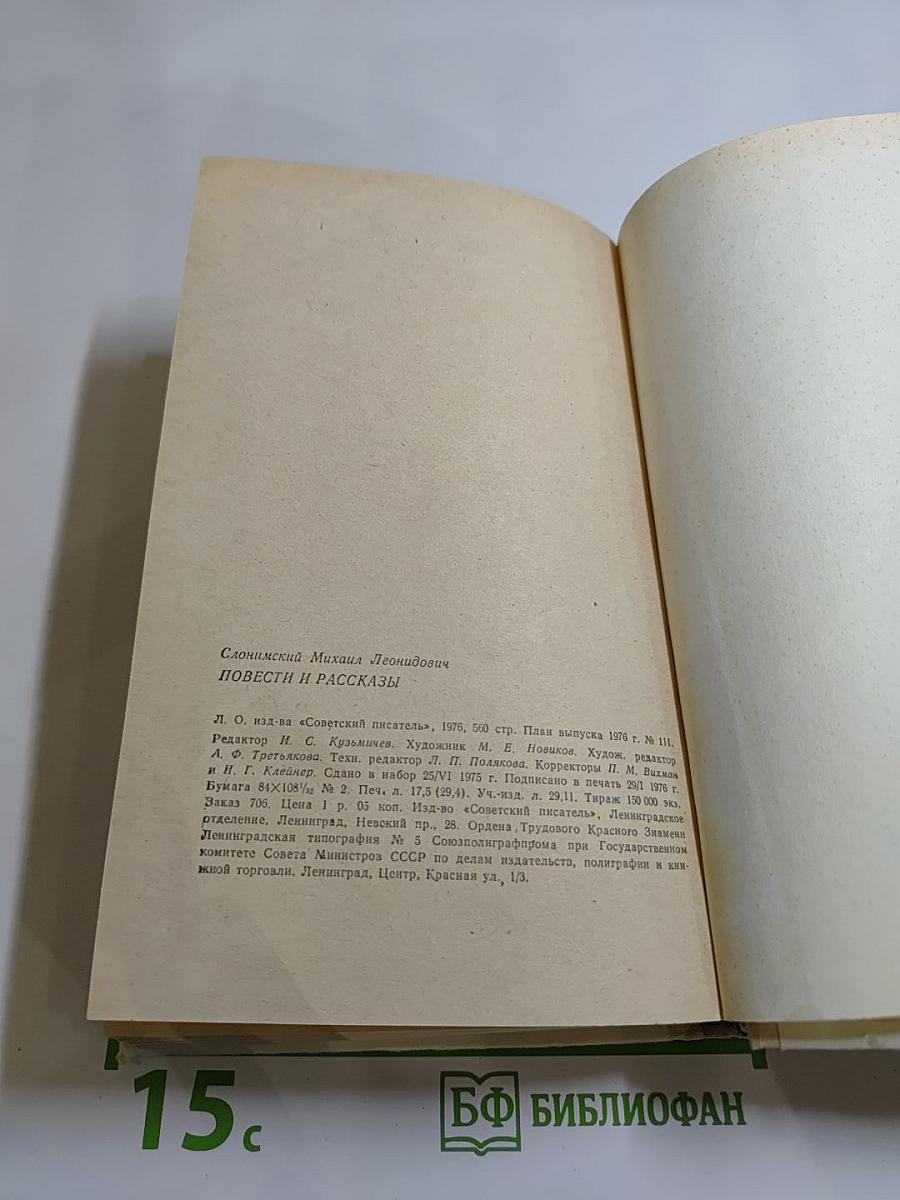 Слонимский Михаил Леонидович
ПОВЕСТИ И РАССКАЗЫ
Л. О. изд-ва «Советский писатель», 1976, 560 стр. План выпуска 1976 г. № 111.
Редактор И. С. Кузьмичев. Художник М. Е. Новиков. Худож. редактор
А. Ф. Третьякова. Техн. редактор Л. П. Полякова. Корректоры П. М. Вихман
и И. Г. Клейнер. Сдано в набор 25/VI 1975 г. Подписано в печать 29/1 1976 г.
Бумага 84×108¹/₃₂ № 2. Печ. л. 17,5 (29,4). Уч.-изд. л. 29,11. Тираж 150 000 экз.
Заказ 706. Цена 1 р. 05 коп. Изд-во «Советский писатель», Ленинградское
отделение. Ленинград, Невский пр., 28. Ордена Трудового Красного Знамени
Ленинградская типография № 5 Союзполиграфпрома при Государственном
комитете Совета Министров СССР по делам издательств, полиграфии и кни-
жной торговли. Ленинград, Центр, Красная ул., 1/3.
15 с
БФ БИБЛИОФАН